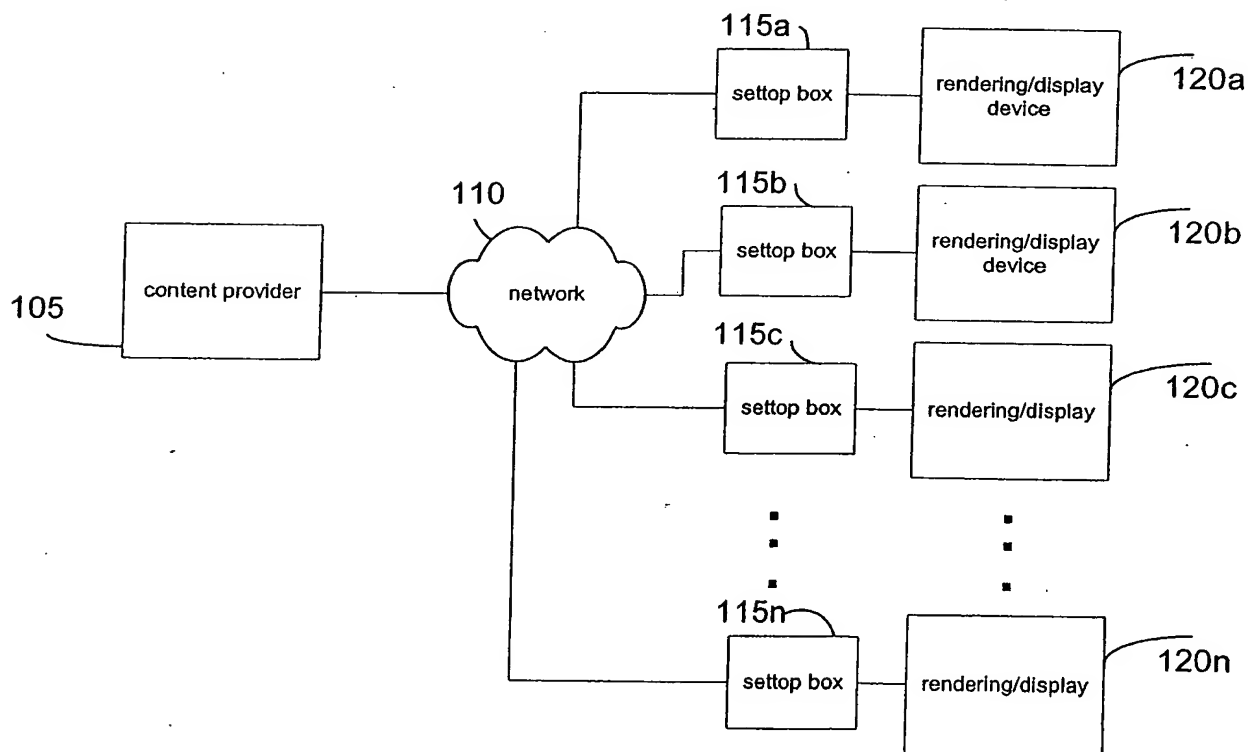 115a
settop box
rendering/display
device
120a
115b
settop box
rendering/display
device
120b
110
content provider
network
105
115c
settop box
rendering/display
120c
115n
settop box
rendering/display
120n